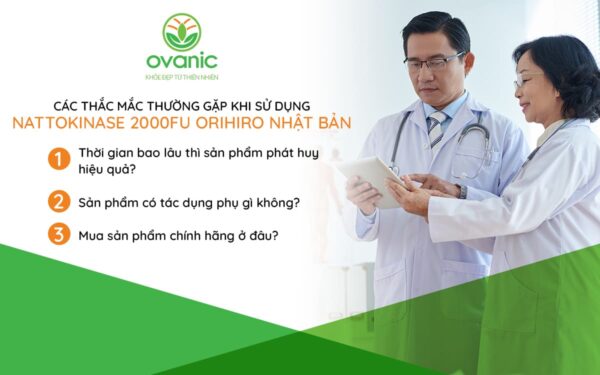 ovanic
KHỎE ĐẸP TỪ THIÊN NHIÊN
CÁC THẮC MẮC THƯỜNG GẶP KHI SỬ DỤNG
NATTOKINASE 2000FU ORIHIRO NHẬT BẢN
1 Thời gian bao lâu thì sản phẩm phát huy
hiệu quả?
2 Sản phẩm có tác dụng phụ gì không?
3 Mua sản phẩm chính hãng ở đâu?